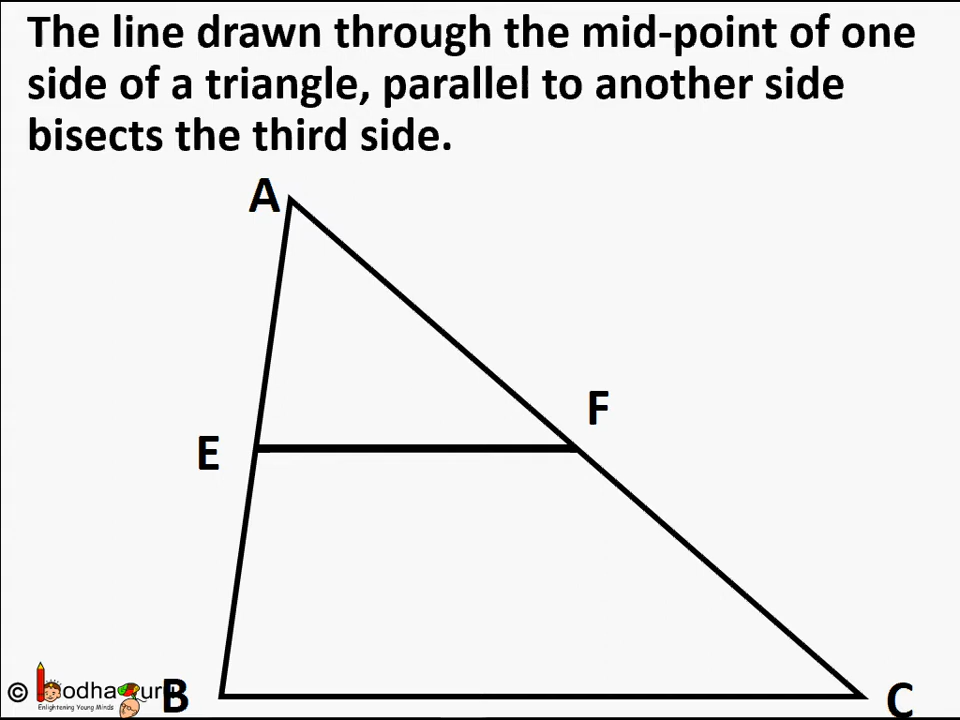 The line drawn through the mid-point of one
side of a triangle, parallel to another side
bisects the third side.
A
F
E
B
C
©
Enlightening Young Minds